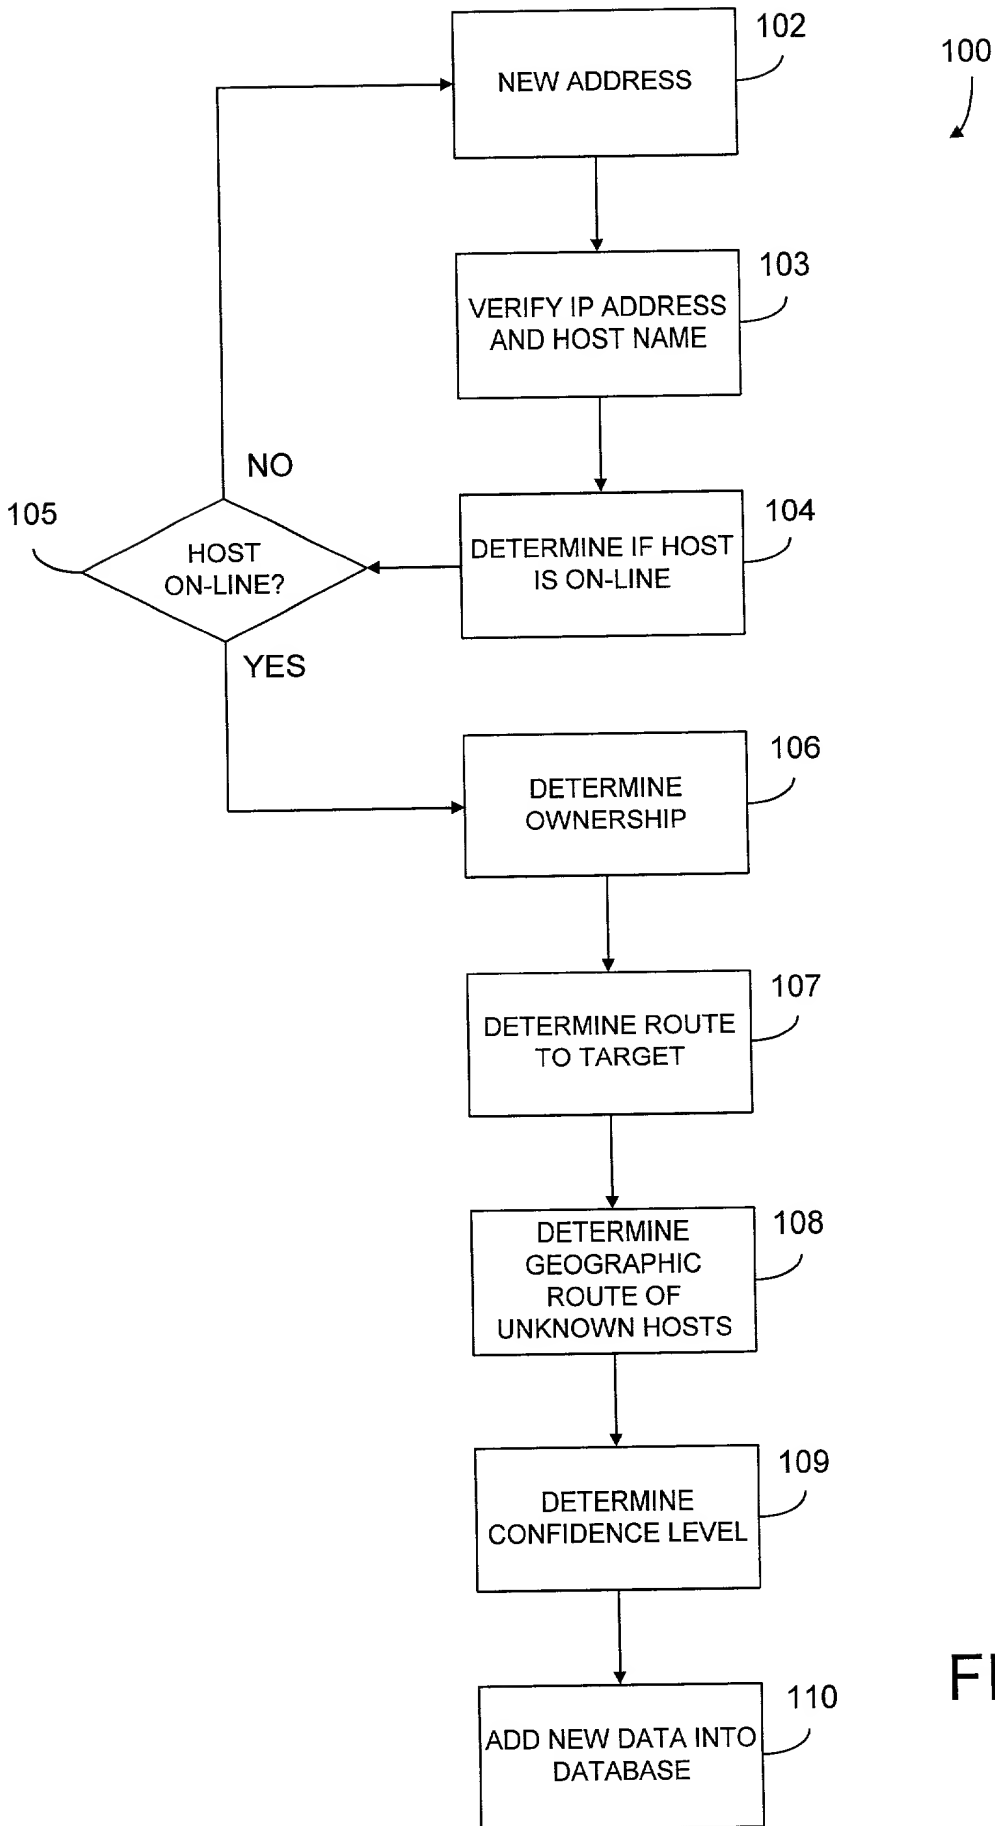 102
100
NEW ADDRESS
103
VERIFY IP ADDRESS
AND HOST NAME
NO
105
104
HOST
ON-LINE?
DETERMINE IF HOST
IS ON-LINE
YES
106
DETERMINE
OWNERSHIP
107
DETERMINE ROUTE
TO TARGET
108
DETERMINE
GEOGRAPHIC
ROUTE OF
UNKNOWN HOSTS
109
DETERMINE
CONFIDENCE LEVEL
110
ADD NEW DATA INTO
DATABASE